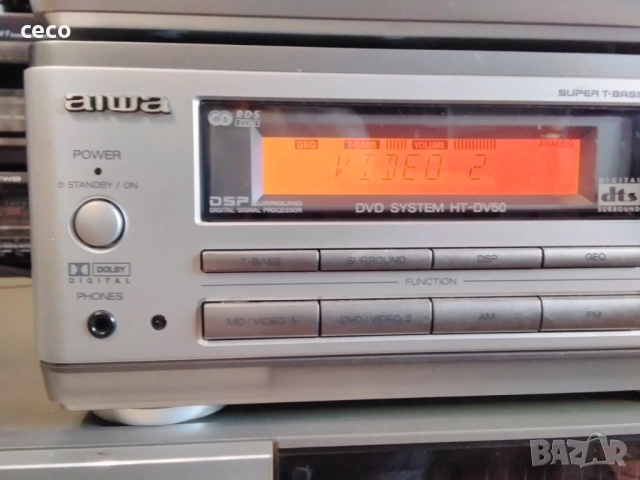 ceco
SUPER T-BASS
aiwa
R·D·S
EON
GEQ T-BASS VOLUME ANALOG
VIDEO 2
POWER
STANDBY / ON
DSP SURROUND
DIGITAL SIGNAL PROCESSOR
DVD SYSTEM HT-DV50
DIGITAL
dts
SURROUND
DOLBY
DIGITAL
T-BASS SURROUND DSP GEQ
FUNCTION
PHONES
MD / VIDEO 1 DVD / VIDEO 2 AM FM
BAZAR